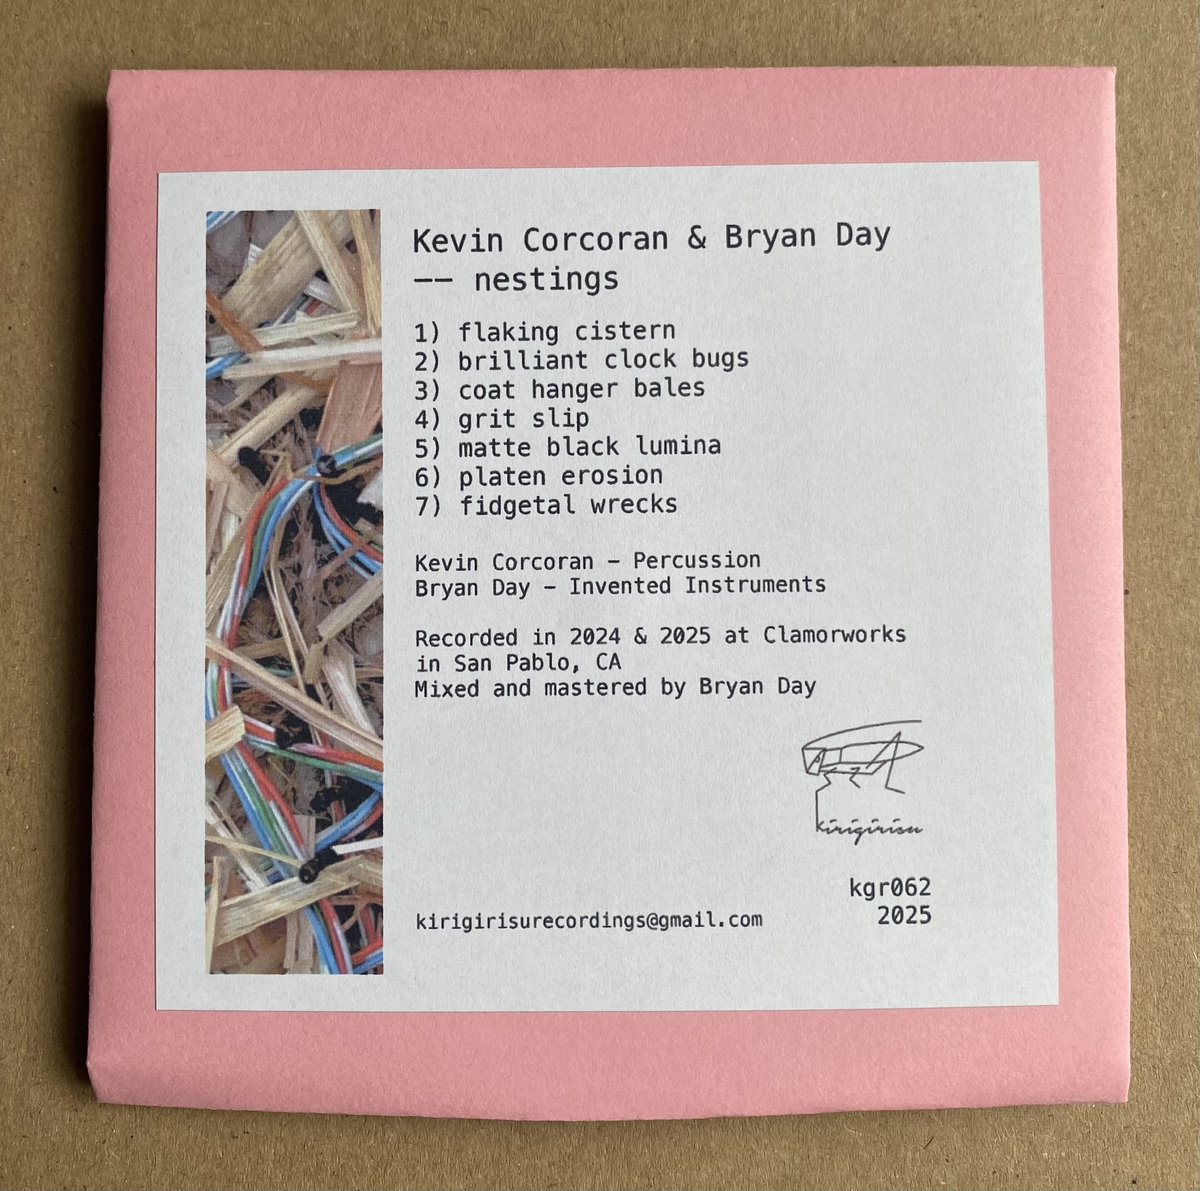 Kevin Corcoran & Bryan Day
—— nestings
1) flaking cistern
2) brilliant clock bugs
3) coat hanger bales
4) grit slip
5) matte black lumina
6) platen erosion
7) fidgetal wrecks
Kevin Corcoran – Percussion
Bryan Day – Invented Instruments
Recorded in 2024 & 2025 at Clamorworks
in San Pablo, CA
Mixed and mastered by Bryan Day
kirigirisu
kgr062
2025
kirigirisurecordings@gmail.com